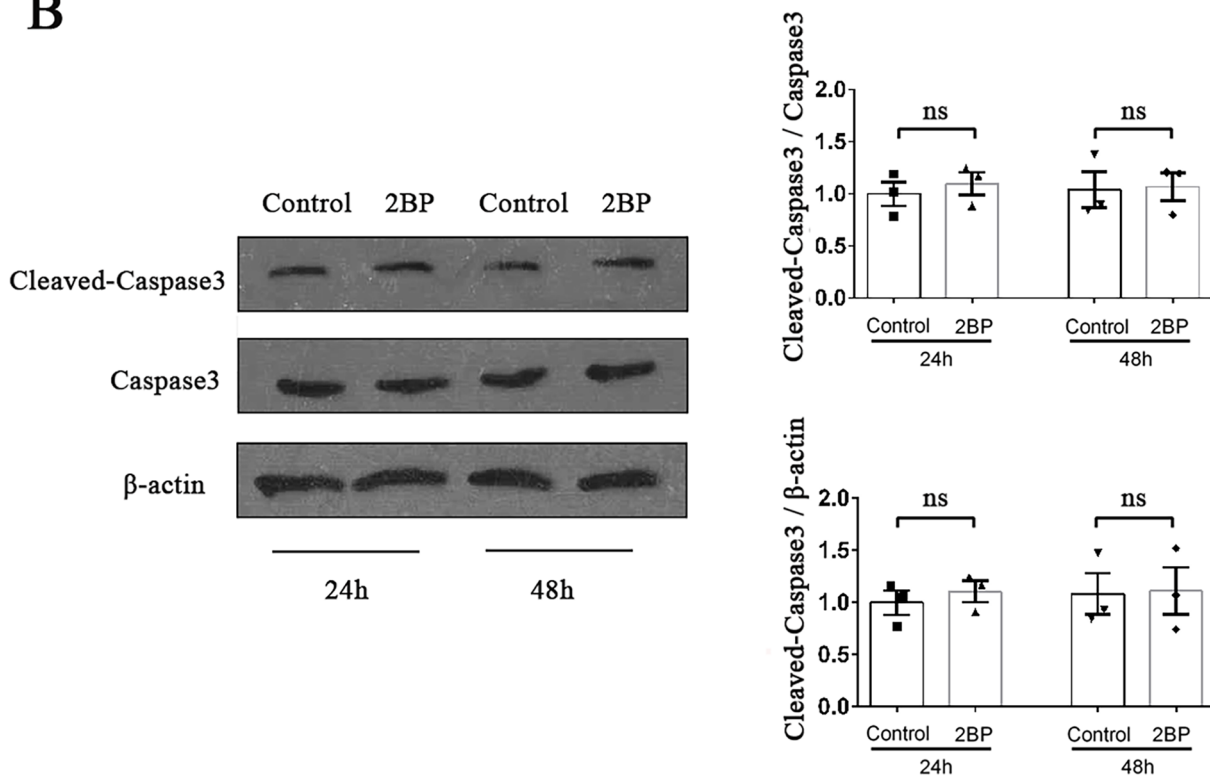 B
Control 2BP Control 2BP
Cleaved-Caspase3
Caspase3
β-actin
24h 48h
Cleaved-Caspase3 / Caspase3
2.0
1.5
1.0
0.5
0.0
ns ns
Control 2BP Control 2BP
24h 48h
Cleaved-Caspase3 / β-actin
2.0
1.5
1.0
0.5
0.0
ns ns
Control 2BP Control 2BP
24h 48h